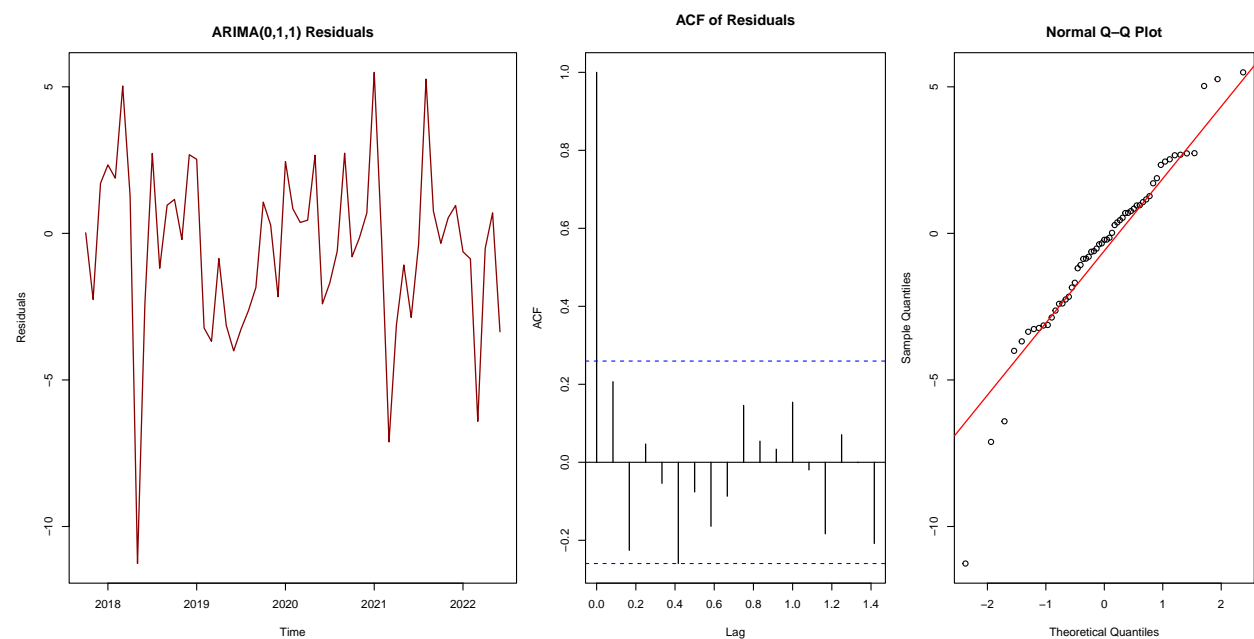 ARIMA(0,1,1) Residuals
Residuals
5
0
−5
−10
2018 2019 2020 2021 2022
Time
ACF of Residuals
ACF
1.0
0.8
0.6
0.4
0.2
0.0
−0.2
0.0 0.2 0.4 0.6 0.8 1.0 1.2 1.4
Lag
Normal Q−Q Plot
Sample Quantiles
5
0
−5
−10
−2 −1 0 1 2
Theoretical Quantiles